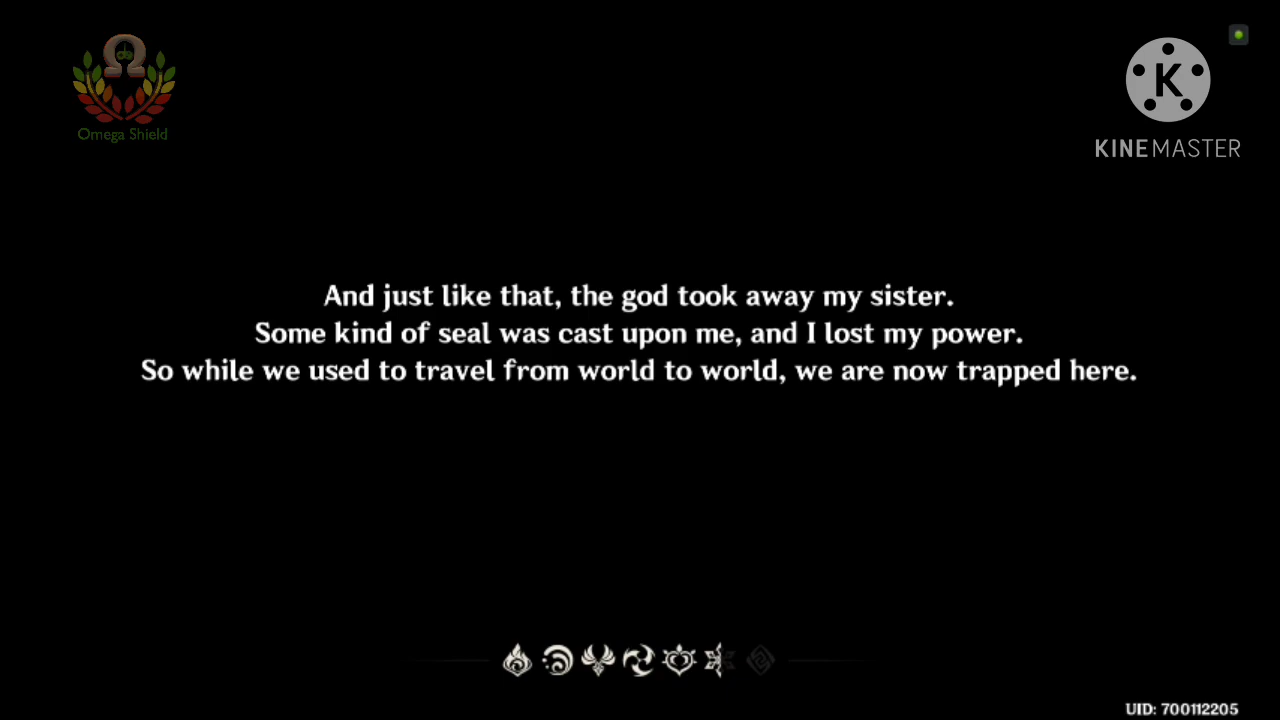 Omega Shield
K
KINEMASTER
And just like that, the god took away my sister.
Some kind of seal was cast upon me, and I lost my power.
So while we used to travel from world to world, we are now trapped here.
UID: 700112205